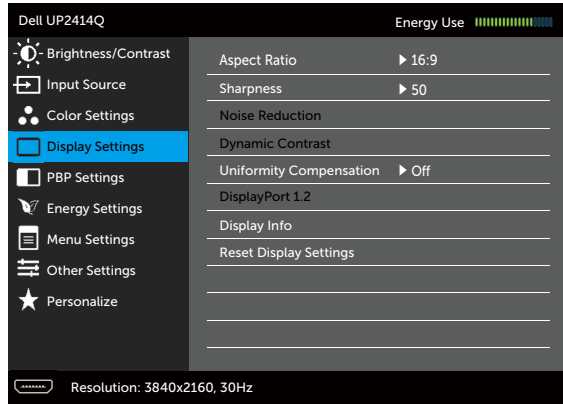 Dell UP2414Q
Energy Use
Brightness/Contrast
Input Source
Color Settings
Display Settings
PBP Settings
Energy Settings
Menu Settings
Other Settings
Personalize
Aspect Ratio 16:9
Sharpness 50
Noise Reduction
Dynamic Contrast
Uniformity Compensation Off
DisplayPort 1.2
Display Info
Reset Display Settings
Resolution: 3840x2160, 30Hz